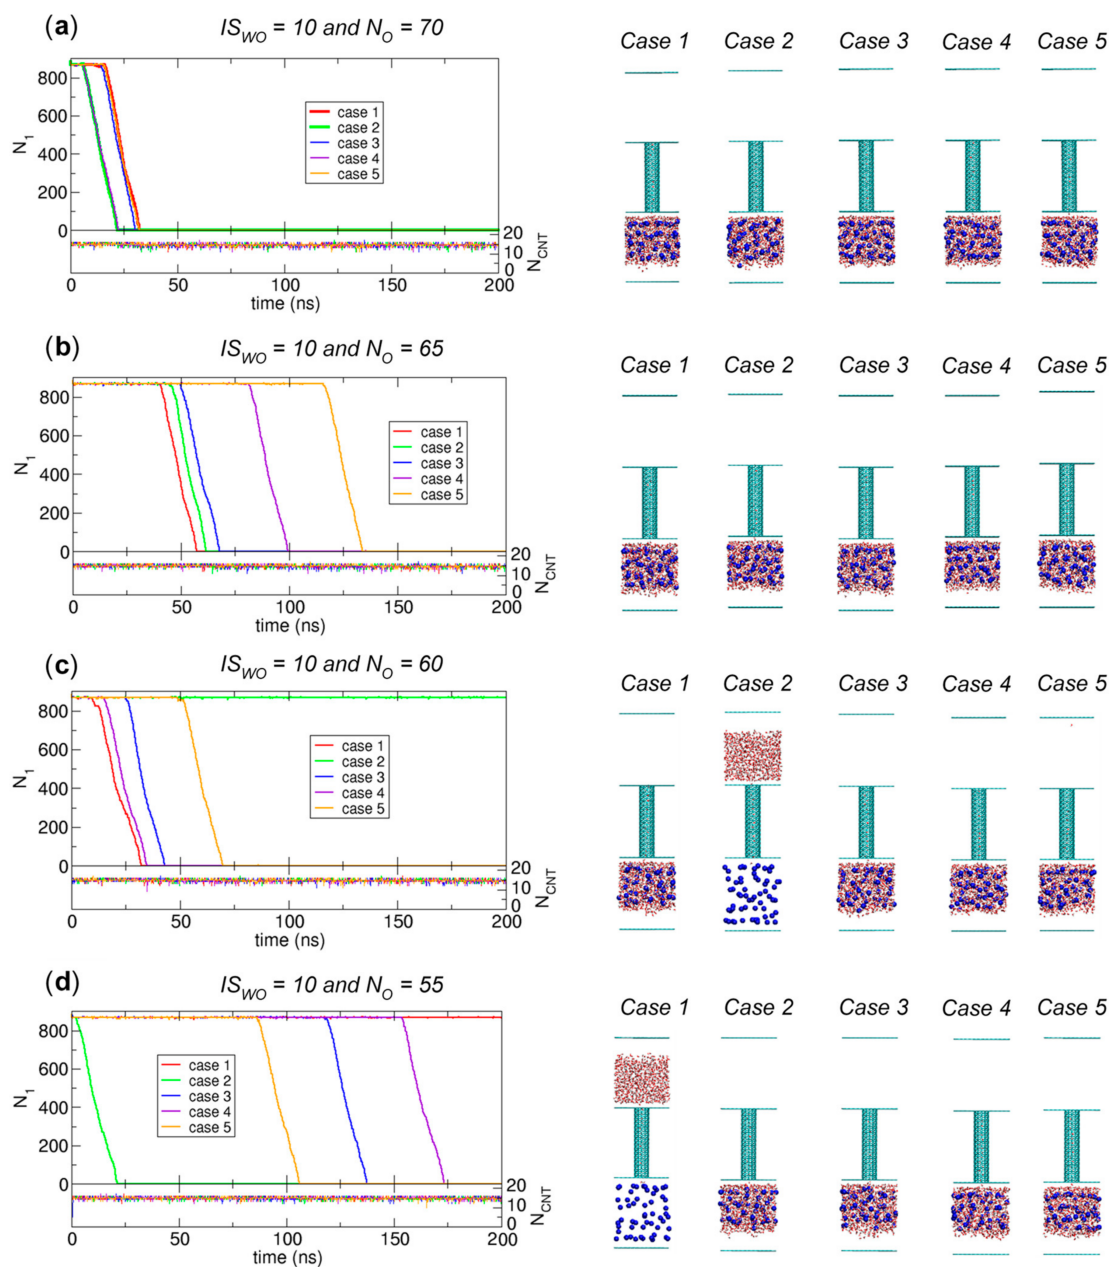 (a) IS_WO = 10 and N_O = 70
Case 1 Case 2 Case 3 Case 4 Case 5
800
600
400
200
0
N_1
case 1
case 2
case 3
case 4
case 5
20
10
0
N_CNT
0 50 100 150 200
time (ns)
(b) IS_WO = 10 and N_O = 65
Case 1 Case 2 Case 3 Case 4 Case 5
800
600
400
200
0
N_1
case 1
case 2
case 3
case 4
case 5
20
10
0
N_CNT
0 50 100 150 200
time (ns)
(c) IS_WO = 10 and N_O = 60
Case 1 Case 2 Case 3 Case 4 Case 5
800
600
400
200
0
N_1
case 1
case 2
case 3
case 4
case 5
20
10
0
N_CNT
0 50 100 150 200
time (ns)
(d) IS_WO = 10 and N_O = 55
Case 1 Case 2 Case 3 Case 4 Case 5
800
600
400
200
0
N_1
case 1
case 2
case 3
case 4
case 5
20
10
0
N_CNT
0 50 100 150 200
time (ns)